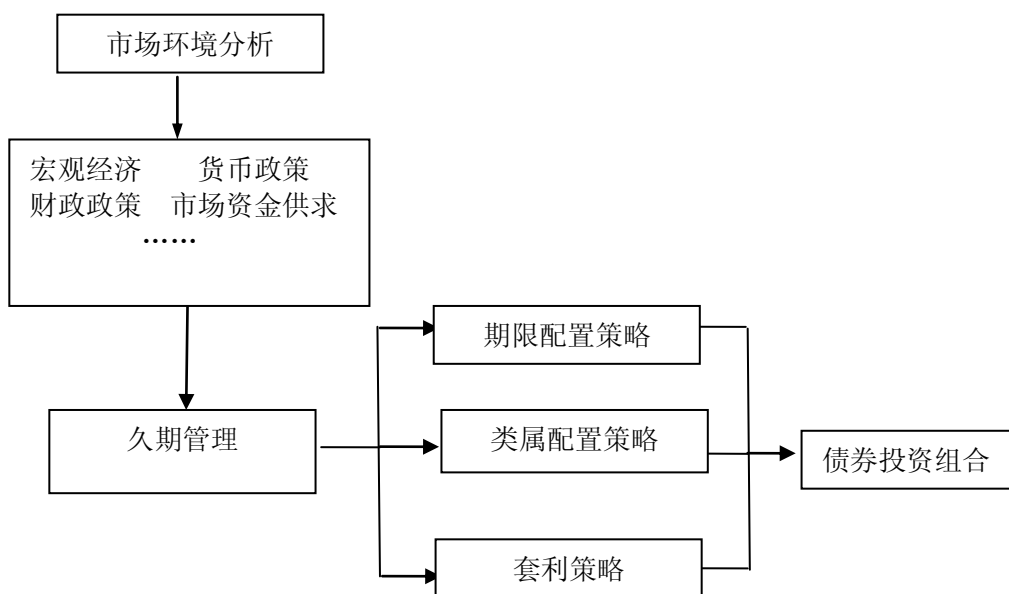 市场环境分析
宏观经济 货币政策
财政政策 市场资金供求
……
期限配置策略
久期管理
类属配置策略
债券投资组合
套利策略